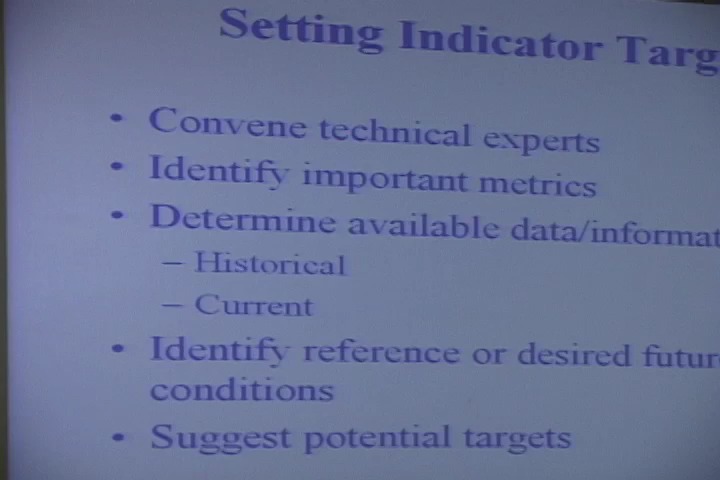 Setting Indicator Targ
• Convene technical experts
• Identify important metrics
• Determine available data/informat
– Historical
– Current
• Identify reference or desired futur
conditions
• Suggest potential targets